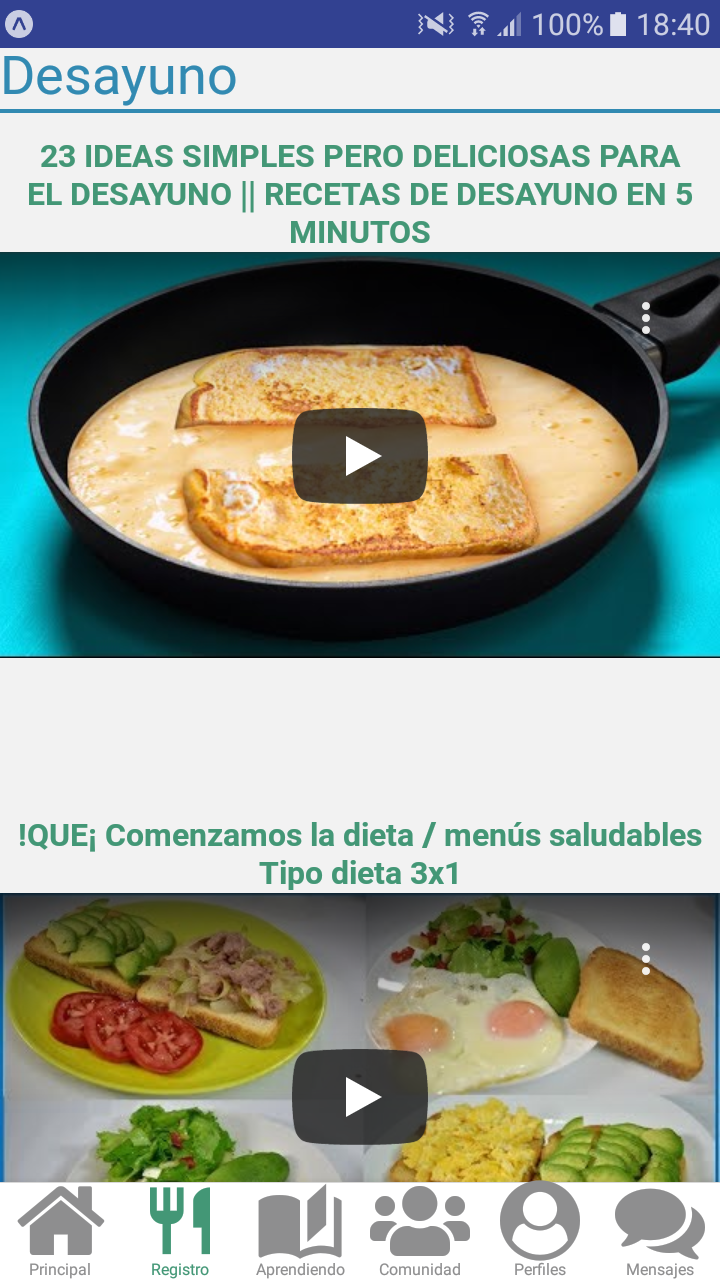 100% 18:40
Desayuno
23 IDEAS SIMPLES PERO DELICIOSAS PARA
EL DESAYUNO || RECETAS DE DESAYUNO EN 5
MINUTOS
!QUE¡ Comenzamos la dieta / menús saludables
Tipo dieta 3x1
Principal Registro Aprendiendo Comunidad Perfiles Mensajes